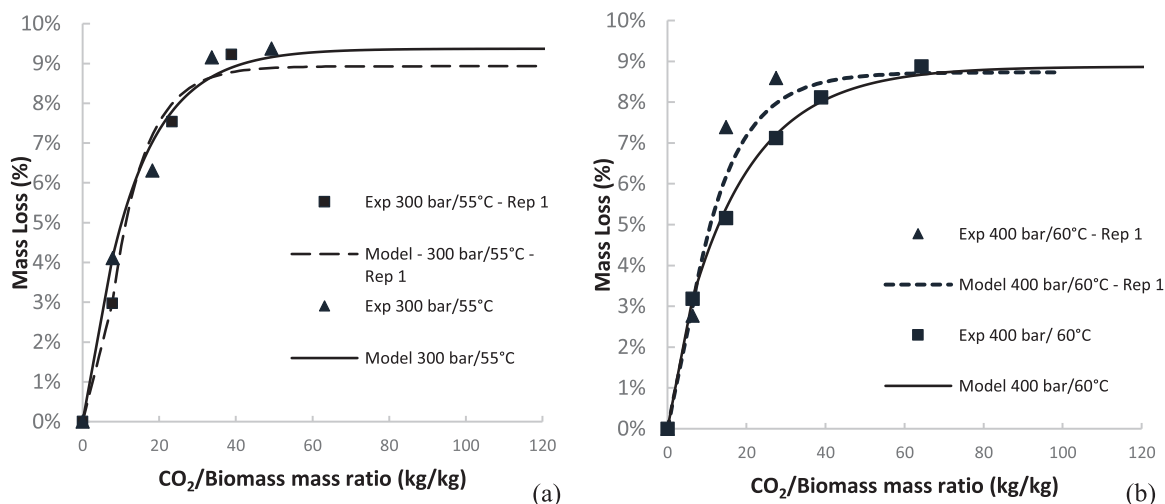 (a)
10%
9%
8%
7%
6%
5%
4%
3%
2%
1%
0%
Mass Loss (%)
0 20 40 60 80 100 120
CO₂/Biomass mass ratio (kg/kg)
Exp 300 bar/55°C - Rep 1
Model - 300 bar/55°C -
Rep 1
Exp 300 bar/55°C
Model 300 bar/55°C
(a)
b)
10%
9%
8%
7%
6%
5%
4%
3%
2%
1%
0%
Mass Loss (%)
0 20 40 60 80 100 120
CO₂/Biomass mass ratio (kg/kg)
Exp 400 bar/60°C - Rep 1
Model 400 bar/60°C - Rep 1
Exp 400 bar/ 60°C
Model 400 bar/60°C
(b)